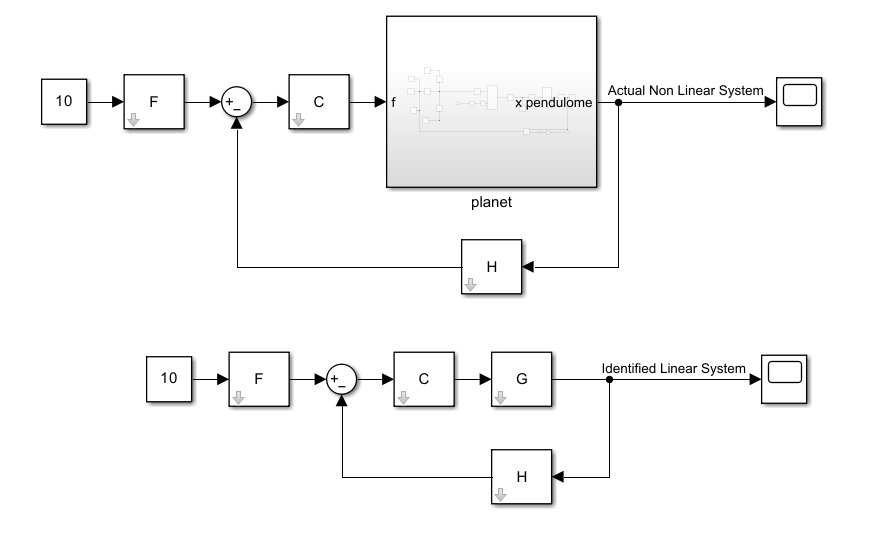 Actual Non Linear System
10
F
+
−
C
f
x pendulome
planet
H
Identified Linear System
10
F
+
−
C
G
H